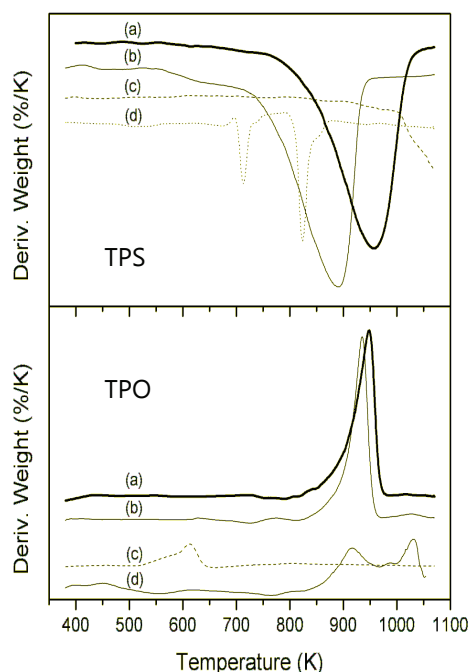 Deriv. Weight (%/K)
(a)
(b)
(c)
(d)
TPS
Deriv. Weight (%/K)
TPO
(a)
(b)
(c)
(d)
400 500 600 700 800 900 1000 1100
Temperature (K)